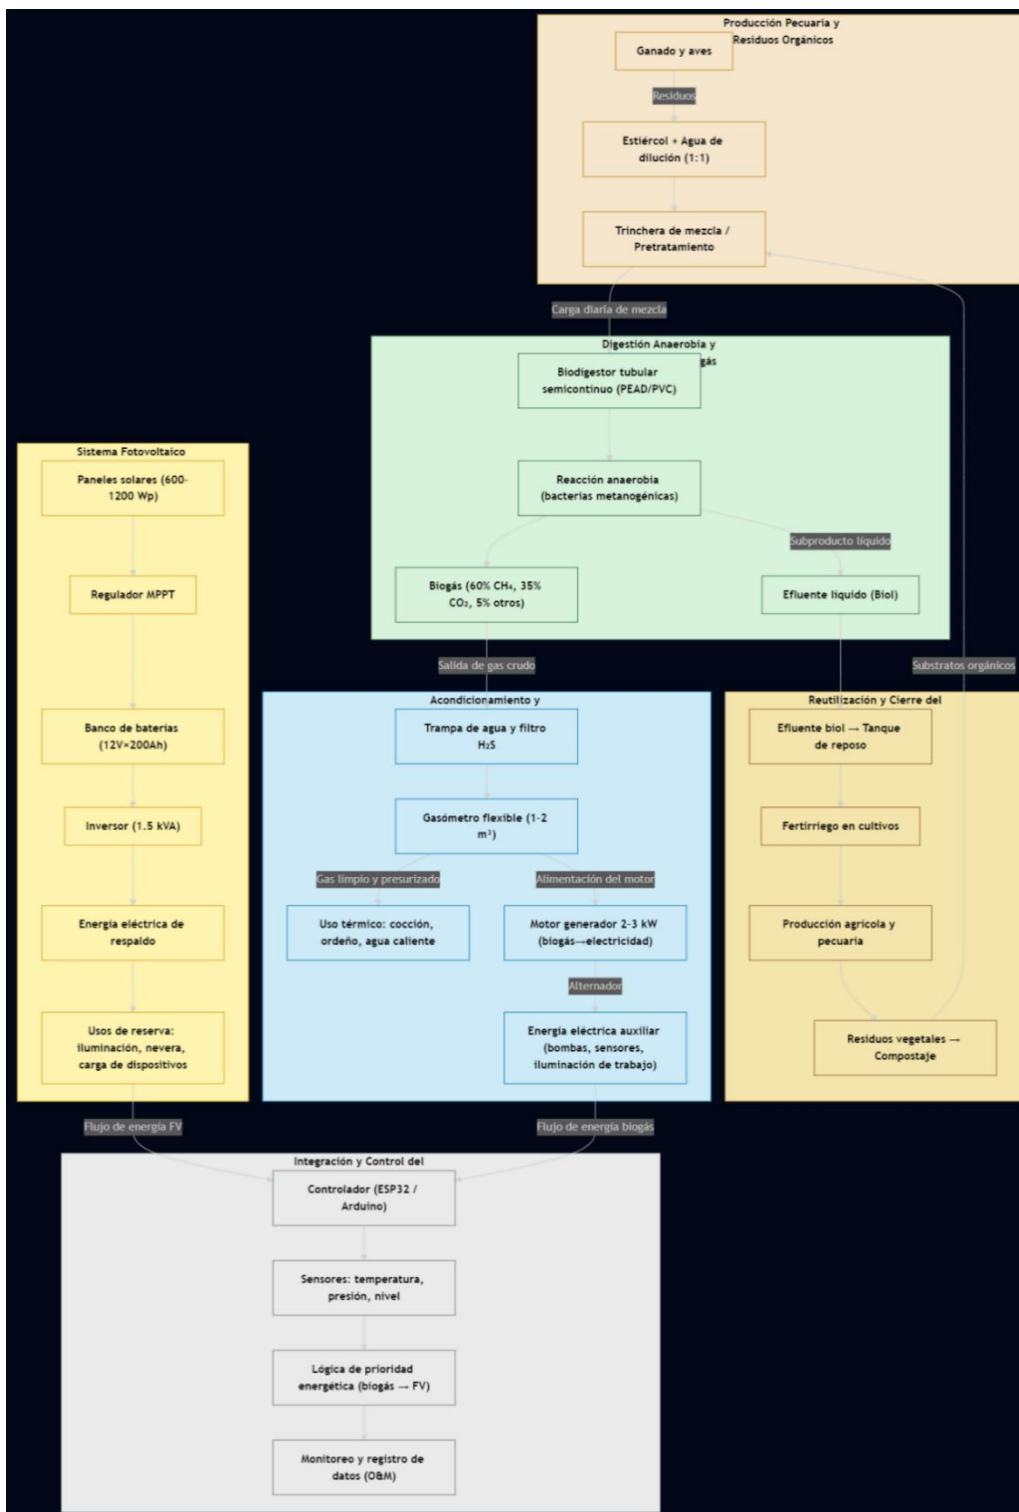 Producción Pecuaria y
Residuos Orgánicos
Ganado y aves
Residuos
Estiércol + Agua de
dilución (1:1)
Trinchera de mezcla /
Pretratamiento
Carga diaria de mezcla
Digestión Anaerobia y
gás
Biodigestor tubular
semicontinuo (PEAD/PVC)
Reacción anaerobia
(bacterias metanogénicas)
Subproducto líquido
Biogás (60% CH₄, 35%
CO₂, 5% otros)
Efluente líquido (Biol)
Salida de gas crudo
Substratos orgánicos
Sistema Fotovoltaico
Paneles solares (600–
1200 Wp)
Regulador MPPT
Banco de baterías
(12V×200Ah)
Inversor (1.5 kVA)
Energía eléctrica de
respaldo
Usos de reserva:
iluminación, nevera,
carga de dispositivos
Flujo de energía FV
Acondicionamiento y
Trampa de agua y filtro
H₂S
Gasómetro flexible (1–2
m³)
Gas limpio y presurizado
Alimentación del motor
Uso térmico: cocción,
ordeño, agua caliente
Motor generador 2–3 kW
(biogás→electricidad)
Alternador
Energía eléctrica auxiliar
(bombas, sensores,
iluminación de trabajo)
Flujo de energía biogás
Reutilización y Cierre del
Efluente biol → Tanque
de reposo
Fertirriego en cultivos
Producción agrícola y
pecuaria
Residuos vegetales →
Compostaje
Integración y Control del
Controlador (ESP32 /
Arduino)
Sensores: temperatura,
presión, nivel
Lógica de prioridad
energética (biogás → FV)
Monitoreo y registro de
datos (O&M)